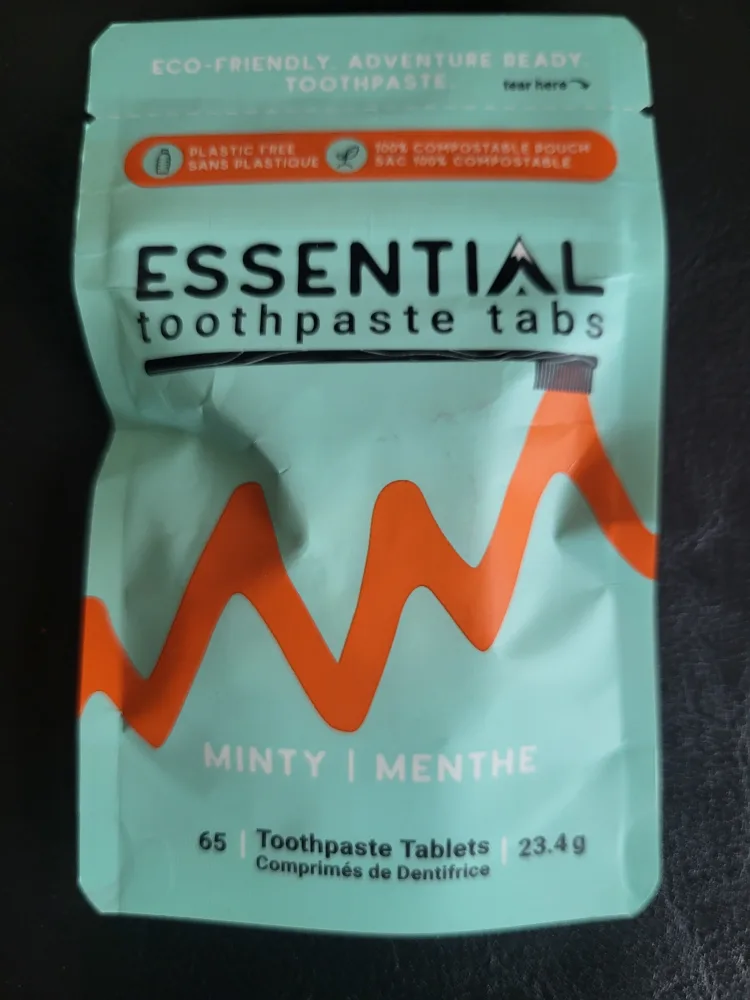 ECO-FRIENDLY. ADVENTURE READY
TOOTHPASTE
tear here
PLASTIC FREE
SANS PLASTIQUE
100% COMPOSTABLE POUCH
SAC 100% COMPOSTABLE
ESSENTIAL
toothpaste tabs
MINTY | MENTHE
65 | Toothpaste Tablets | 23.4g
Comprimés de Dentifrice